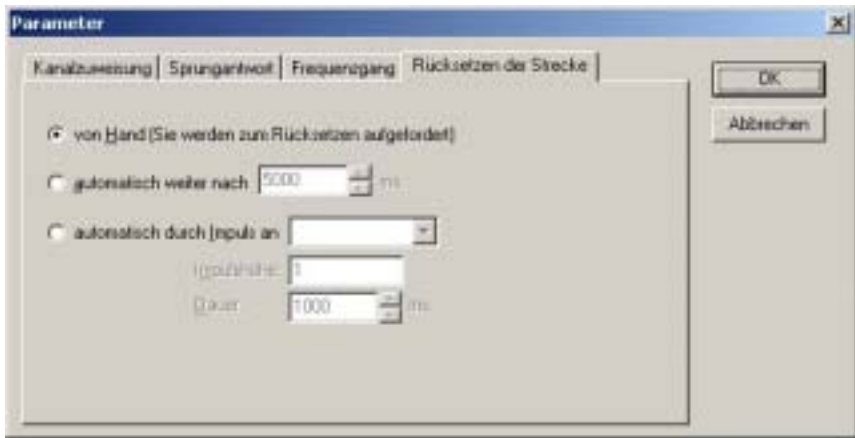 Parameter
Kanalzuweisung Sprungantwort Frequenzgang Rücksetzen der Strecke
OK
Abbrechen
von Hand (Sie werden zum Rücksetzen aufgefordert)
automatisch weiter nach 5000 ms
automatisch durch Impuls an
Impulshöhe 1
Dauer 1000 ms